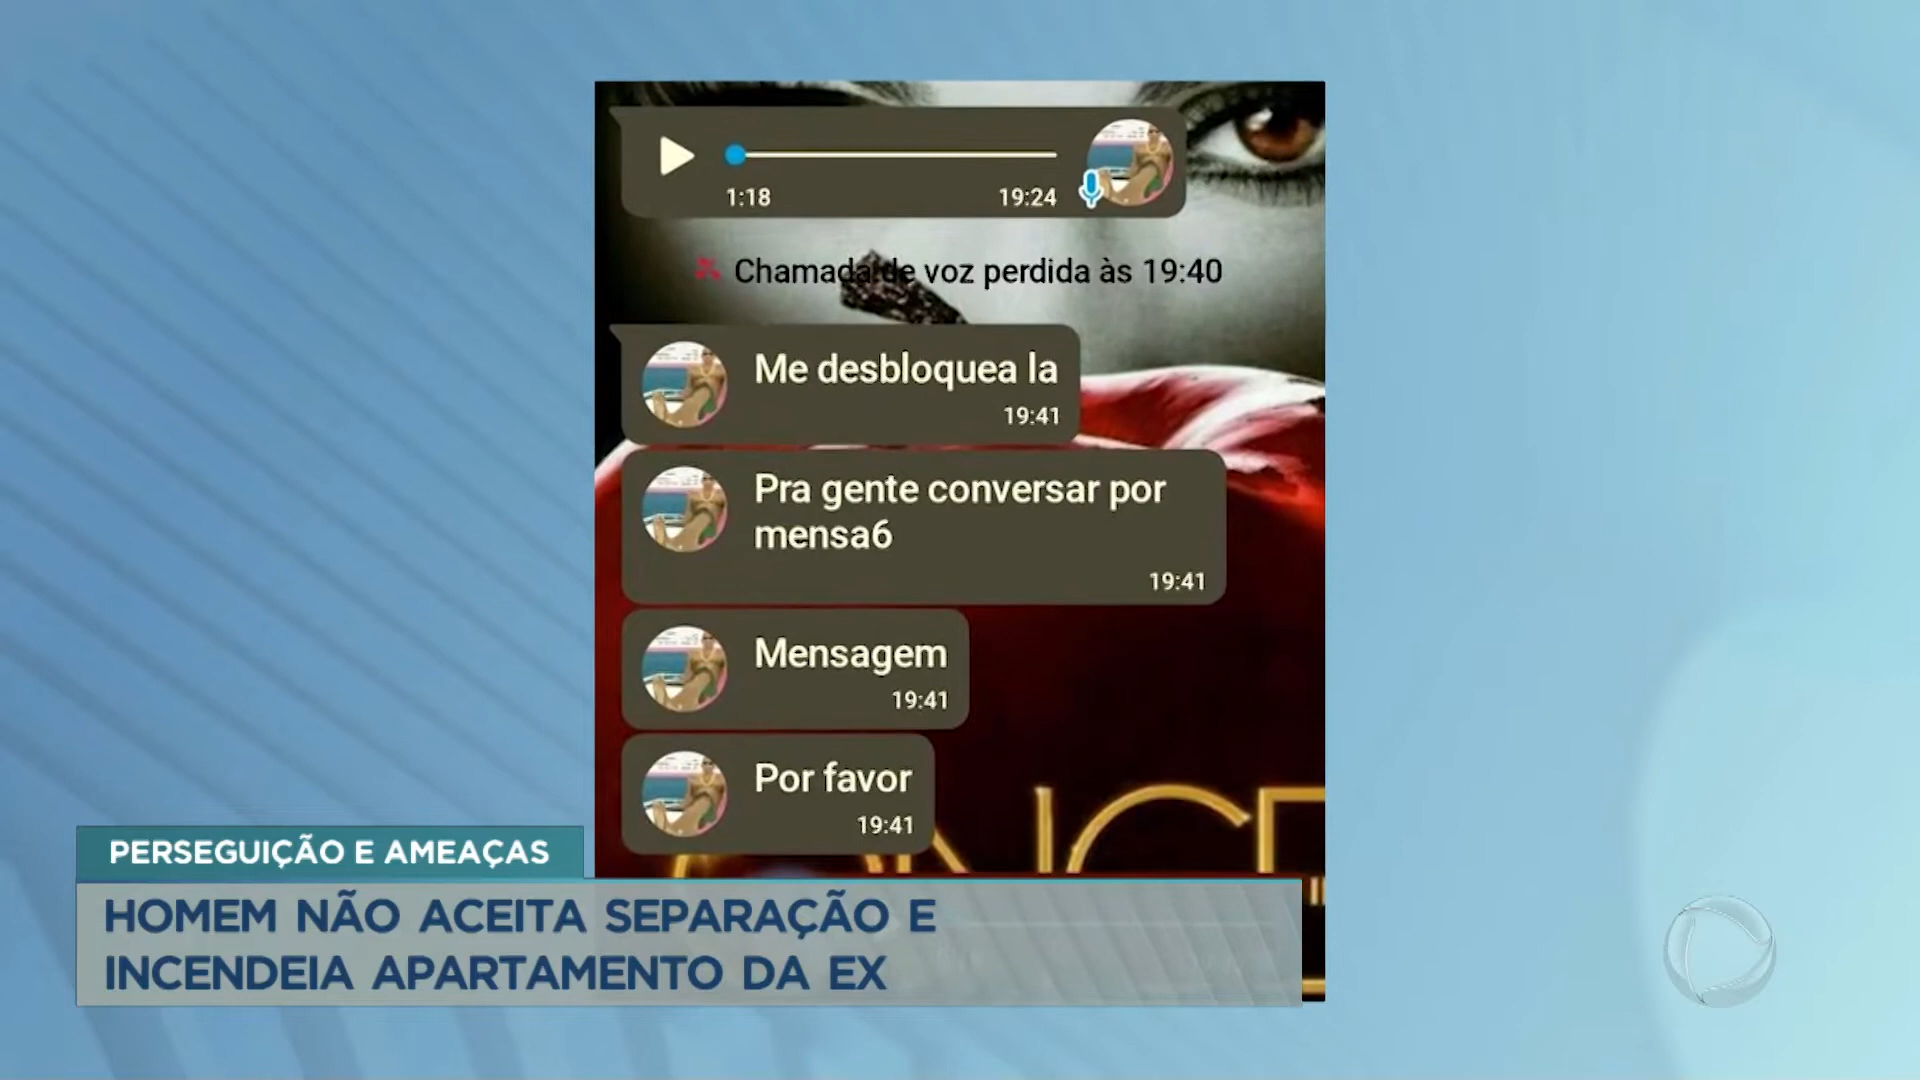 1:18
19:24
Chamada de voz perdida às 19:40
Me desbloquea la
19:41
Pra gente conversar por
mensa6
19:41
Mensagem
19:41
Por favor
19:41
PERSEGUIÇÃO E AMEAÇAS
HOMEM NÃO ACEITA SEPARAÇÃO E
INCENDEIA APARTAMENTO DA EX